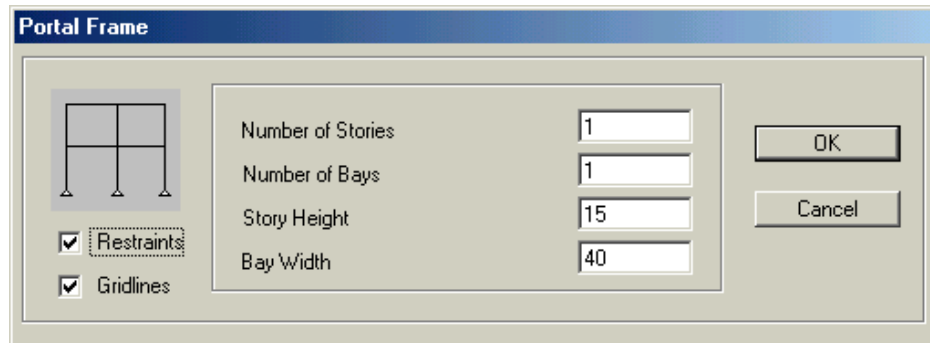 Portal Frame
Number of Stories 1
Number of Bays 1
Story Height 15
Bay Width 40
Restraints
Gridlines
OK
Cancel